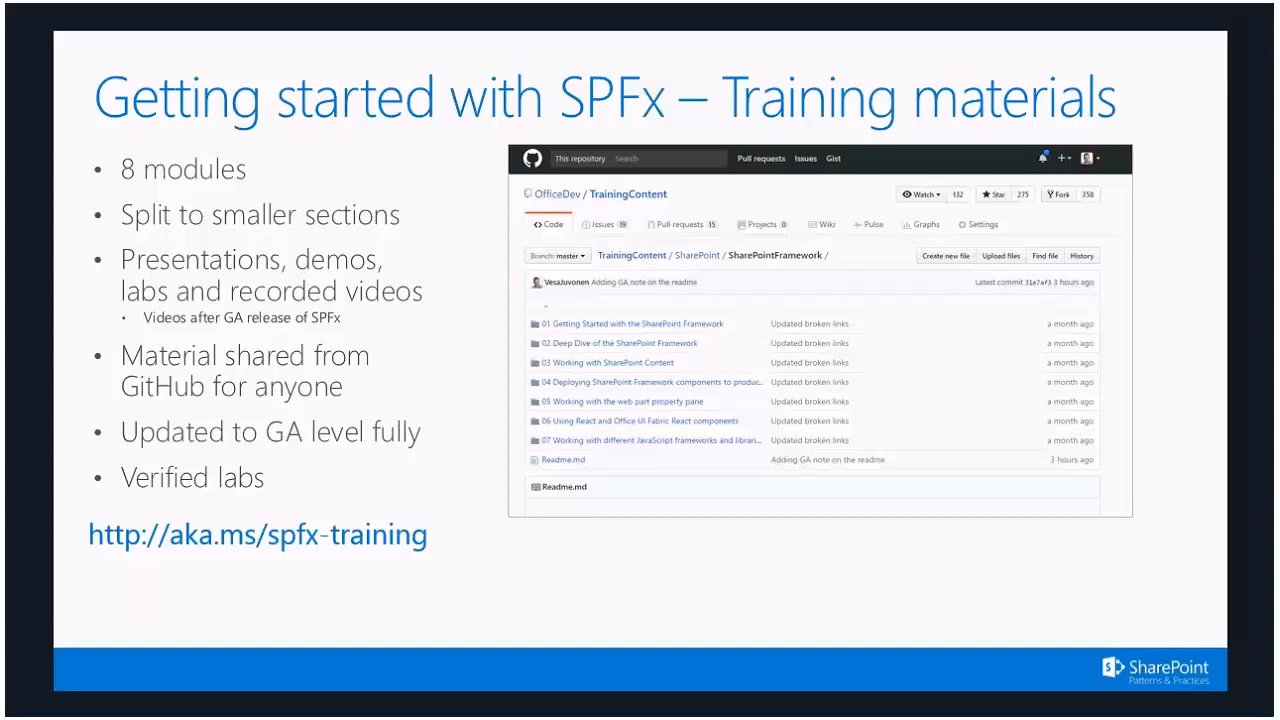 Getting started with SPFx – Training materials
• 8 modules
• Split to smaller sections
• Presentations, demos,
labs and recorded videos
• Videos after GA release of SPFx
• Material shared from
GitHub for anyone
• Updated to GA level fully
• Verified labs
http://aka.ms/spfx-training
This repository Search Pull requests Issues Gist
OfficeDev / TrainingContent Watch 132 Star 275 Fork 358
Code Issues 19 Pull requests 15 Projects 0 Wiki Pulse Graphs Settings
Branch: master TrainingContent / SharePoint / SharePointFramework / Create new file Upload files Find file History
VesaJuvonen Adding GA note on the readme Latest commit 31e7af3 3 hours ago
..
01 Getting Started with the SharePoint Framework Updated broken links a month ago
02 Deep Dive of the SharePoint Framework Updated broken links a month ago
03 Working with SharePoint Content Updated broken links a month ago
04 Deploying SharePoint Framework components to produc... Updated broken links a month ago
05 Working with the web part property pane Updated broken links a month ago
06 Using React and Office UI Fabric React components Updated broken links a month ago
07 Working with different JavaScript frameworks and librari... Updated broken links a month ago
Readme.md Adding GA note on the readme 3 hours ago
Readme.md
SharePoint
Patterns & Practices